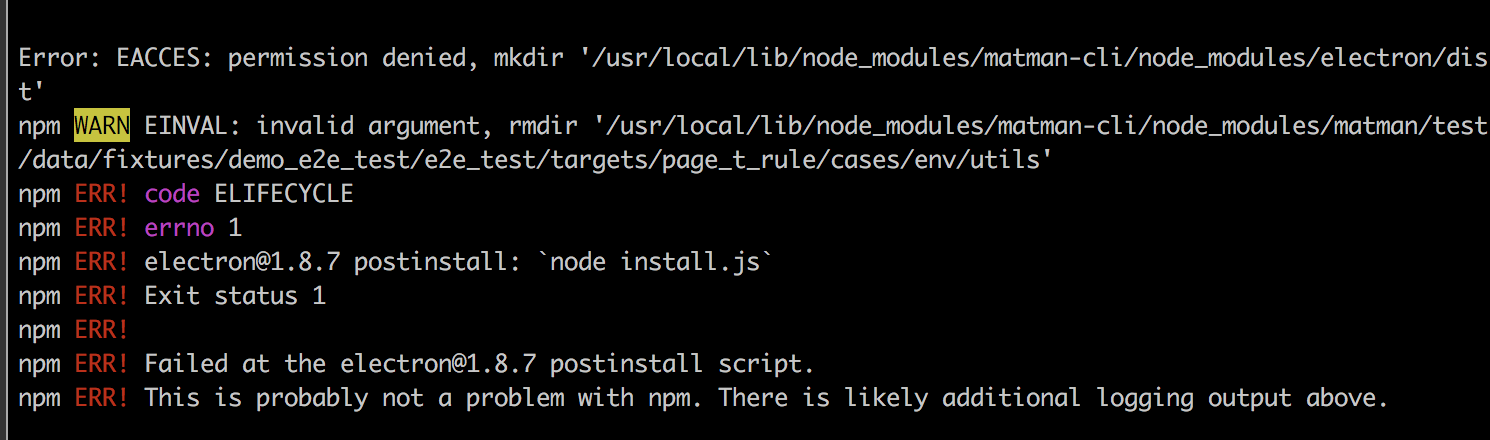 Error: EACCES: permission denied, mkdir '/usr/local/lib/node_modules/matman-cli/node_modules/electron/dis
t'
npm WARN EINVAL: invalid argument, rmdir '/usr/local/lib/node_modules/matman-cli/node_modules/matman/test
/data/fixtures/demo_e2e_test/e2e_test/targets/page_t_rule/cases/env/utils'
npm ERR! code ELIFECYCLE
npm ERR! errno 1
npm ERR! electron@1.8.7 postinstall: `node install.js`
npm ERR! Exit status 1
npm ERR!
npm ERR! Failed at the electron@1.8.7 postinstall script.
npm ERR! This is probably not a problem with npm. There is likely additional logging output above.